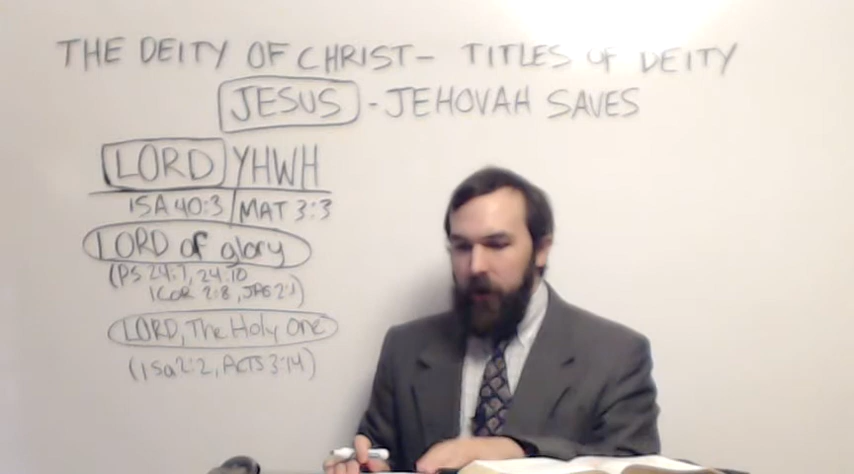 THE DEITY OF CHRIST- TITLES OF DEITY
JESUS - JEHOVAH SAVES
LORD YHWH
ISA 40:3 MAT 3:3
LORD of glory
(PS 24:7, 24:10
1COR 2:8, JAS 2:1)
LORD, The Holy One
(1 Sa 2:2, ACTS 3:14)